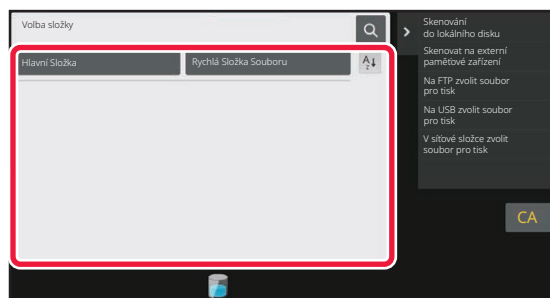 Volba složky
Hlavní Složka
Rychlá Složka Souboru
A
z
Skenování
do lokálního disku
Skenovat na externí
paměťové zařízení
Na FTP zvolit soubor
pro tisk
Na USB zvolit soubor
pro tisk
V síťové složce zvolit
soubor pro tisk
CA